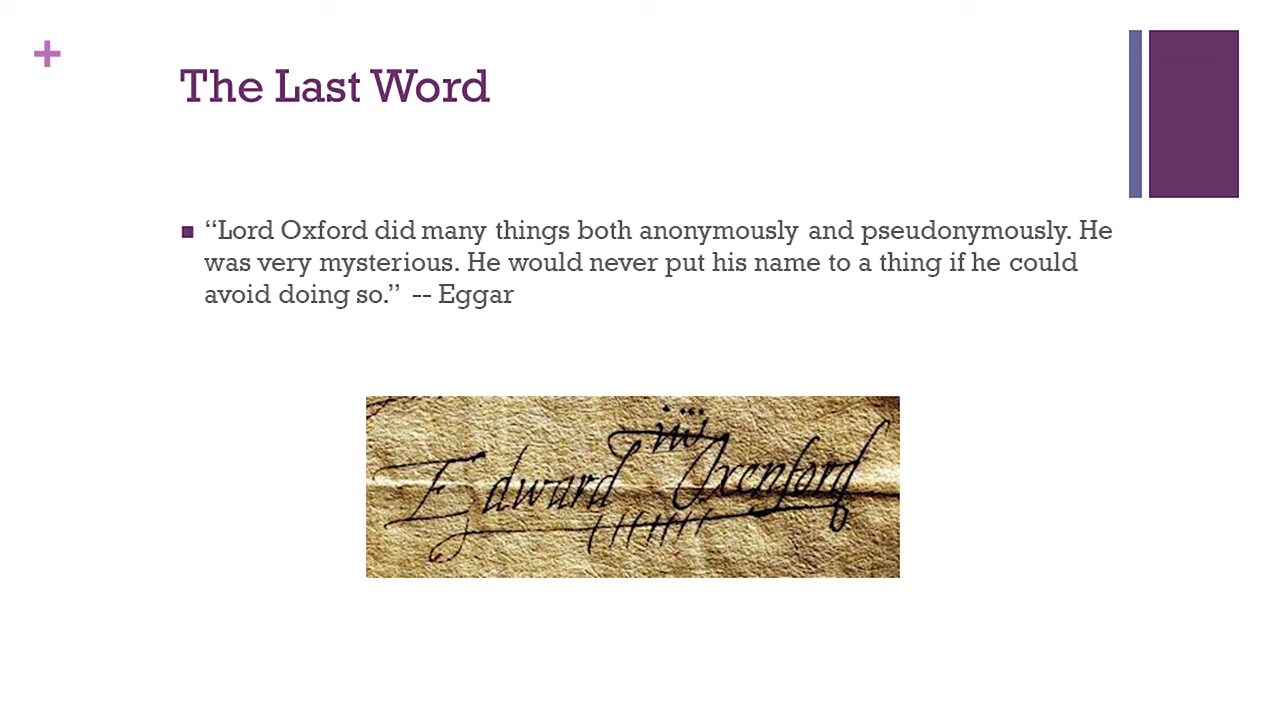 The Last Word
“Lord Oxford did many things both anonymously and pseudonymously. He
was very mysterious. He would never put his name to a thing if he could
avoid doing so.” -- Eggar
Edward Oxenford